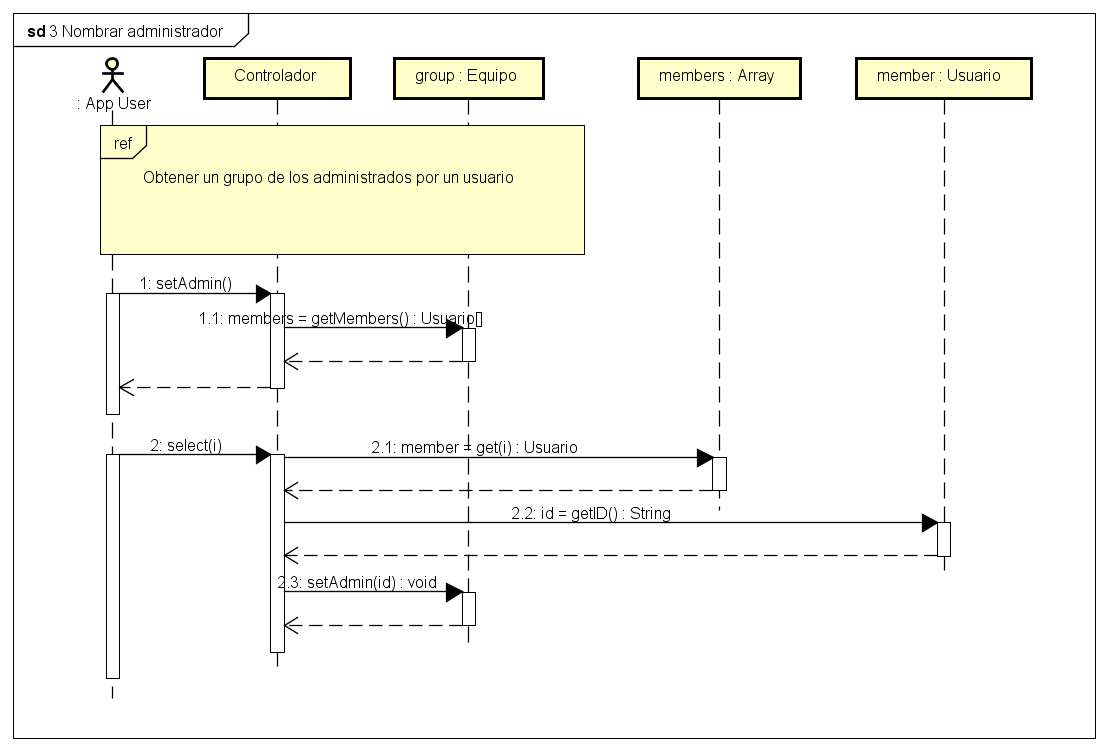 sd 3 Nombrar administrador
: App User
Controlador
group : Equipo
members : Array
member : Usuario
ref
Obtener un grupo de los administrados por un usuario
1: setAdmin()
1.1: members = getMembers() : Usuario[]
2: select(i)
2.1: member = get(i) : Usuario
2.2: id = getID() : String
2.3: setAdmin(id) : void